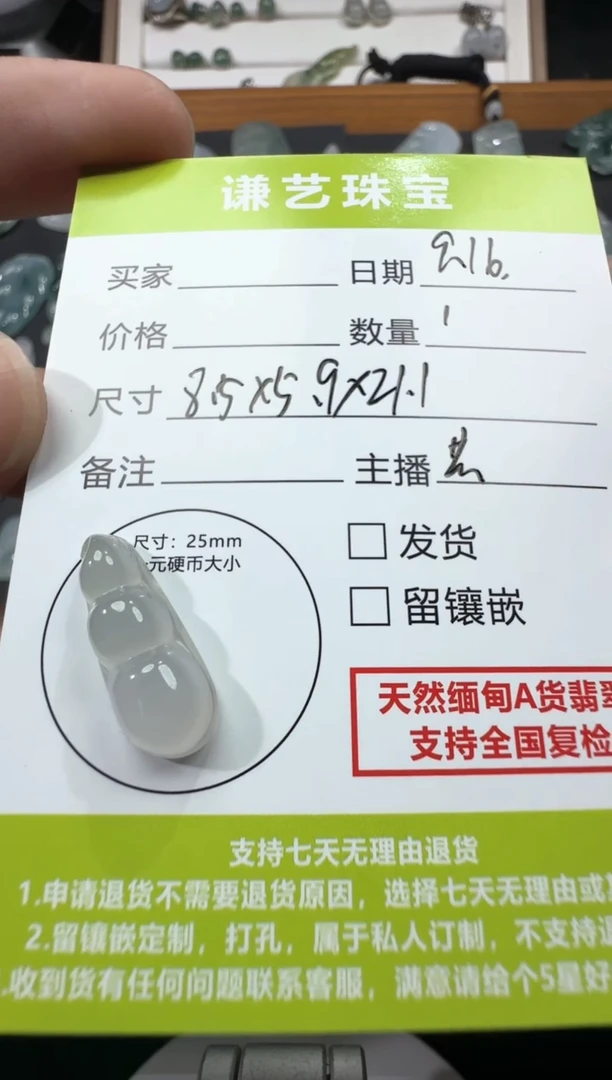 谦艺珠宝
买家 日期 9.16.
价格 数量 1
尺寸 8.5×5.9×21.1
备注 主播
尺寸：25mm
元硬币大小
发货
留镶嵌
天然缅甸A货翡翠
支持全国复检
支持七天无理由退货
1.申请退货不需要退货原因，选择七天无理由或
2.留镶嵌定制，打孔，属于私人订制，不支持
.收到货有任何问题联系客服，满意请给个5星好